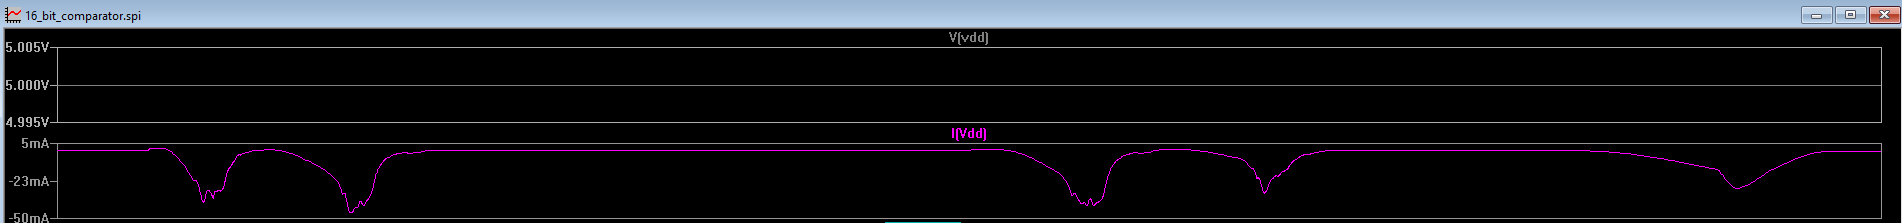 16_bit_comparator.spi
V(vdd)
5.005V
5.000V
4.995V
I(Vdd)
5mA
-23mA
-50mA